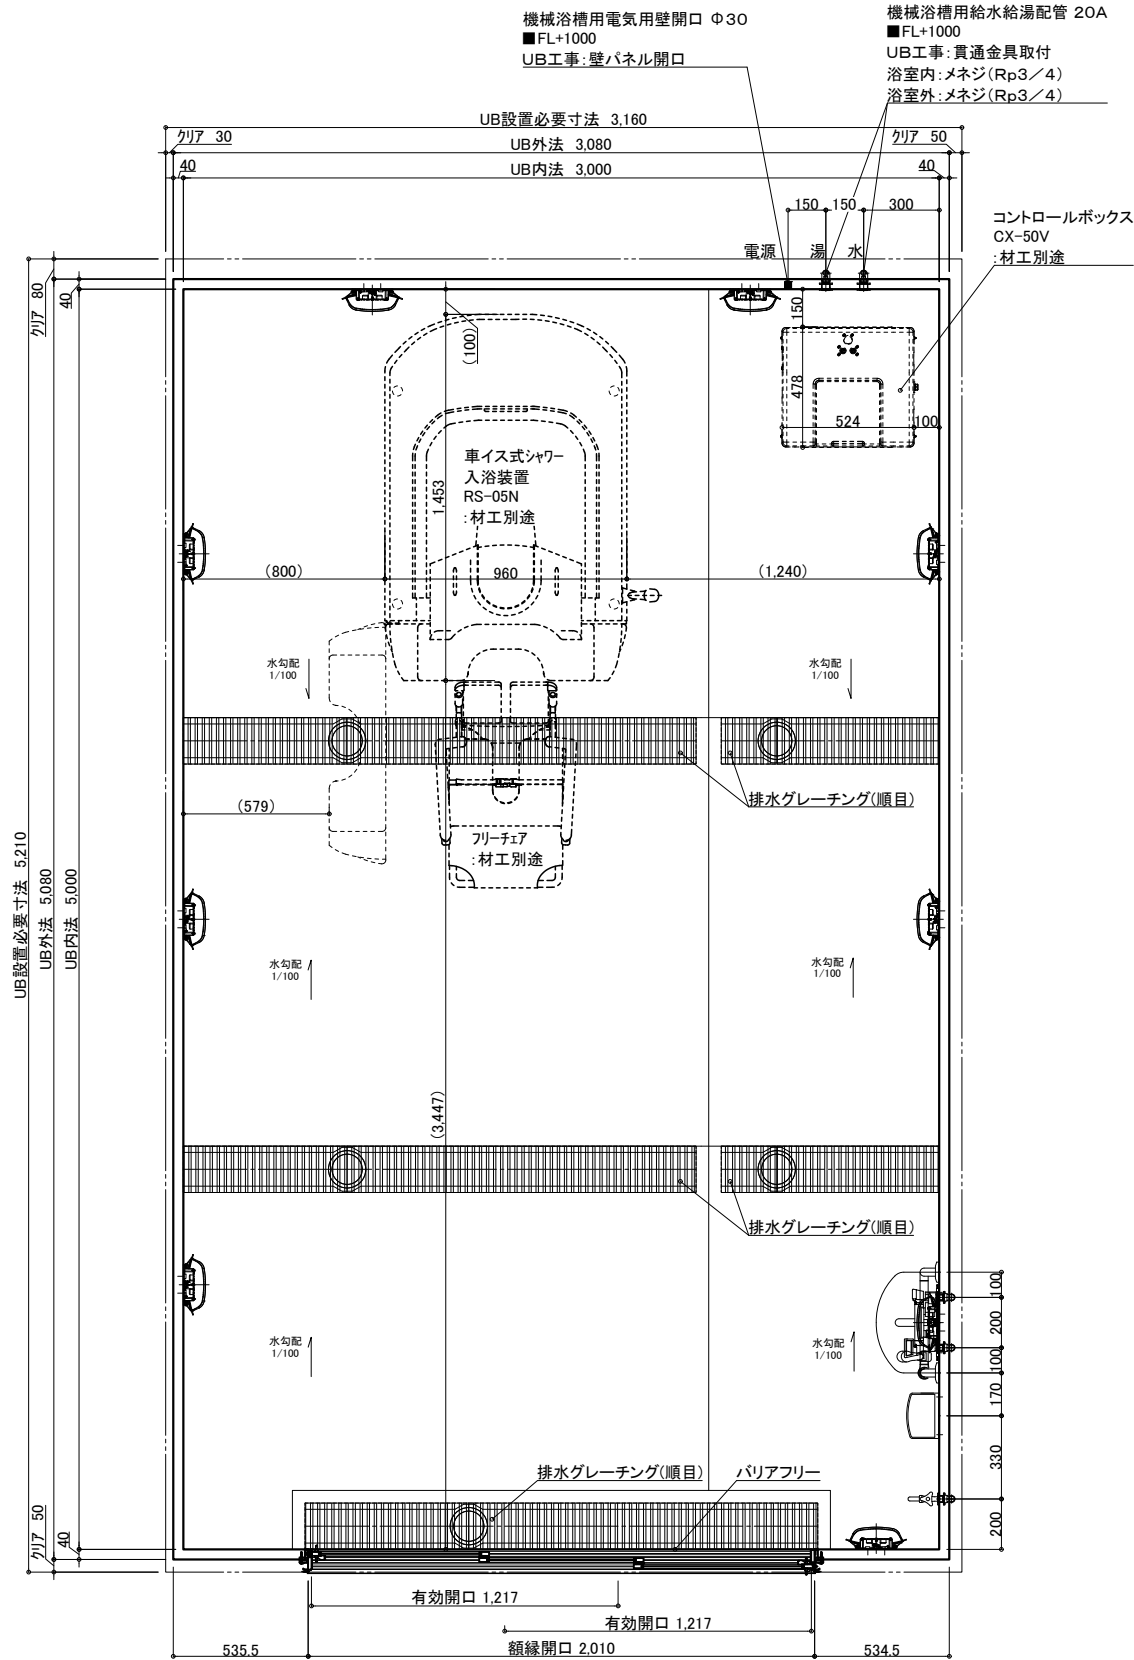 機械浴槽用電気用壁開口 Φ30
■FL+1000
UB工事:壁パネル開口
機械浴槽用給水給湯配管 20A
■FL+1000
UB工事:貫通金具取付
浴室内:メネジ(Rp3/4)
浴室外:メネジ(Rp3/4)
UB設置必要寸法 3,160
クリア 30
UB外法 3,080
クリア 50
40
UB内法 3,000
40
150
150
300
コントロールボックス
CX-50V
:材工別途
電源
湯
水
クリア 80
40
(100)
150
478
524
100
車イス式シャワー
入浴装置
RS-05N
:材工別途
1,453
(800)
960
(1,240)
水勾配
1/100
水勾配
1/100
排水グレーチング(順目)
(579)
フリーチェア
:材工別途
UB設置必要寸法 5,210
UB外法 5,080
UB内法 5,000
水勾配
1/100
水勾配
1/100
(3,447)
排水グレーチング(順目)
水勾配
1/100
水勾配
1/100
100
200
100
170
330
200
排水グレーチング(順目)
バリアフリー
クリア 50
40
有効開口 1,217
有効開口 1,217
535.5
額縁開口 2,010
534.5